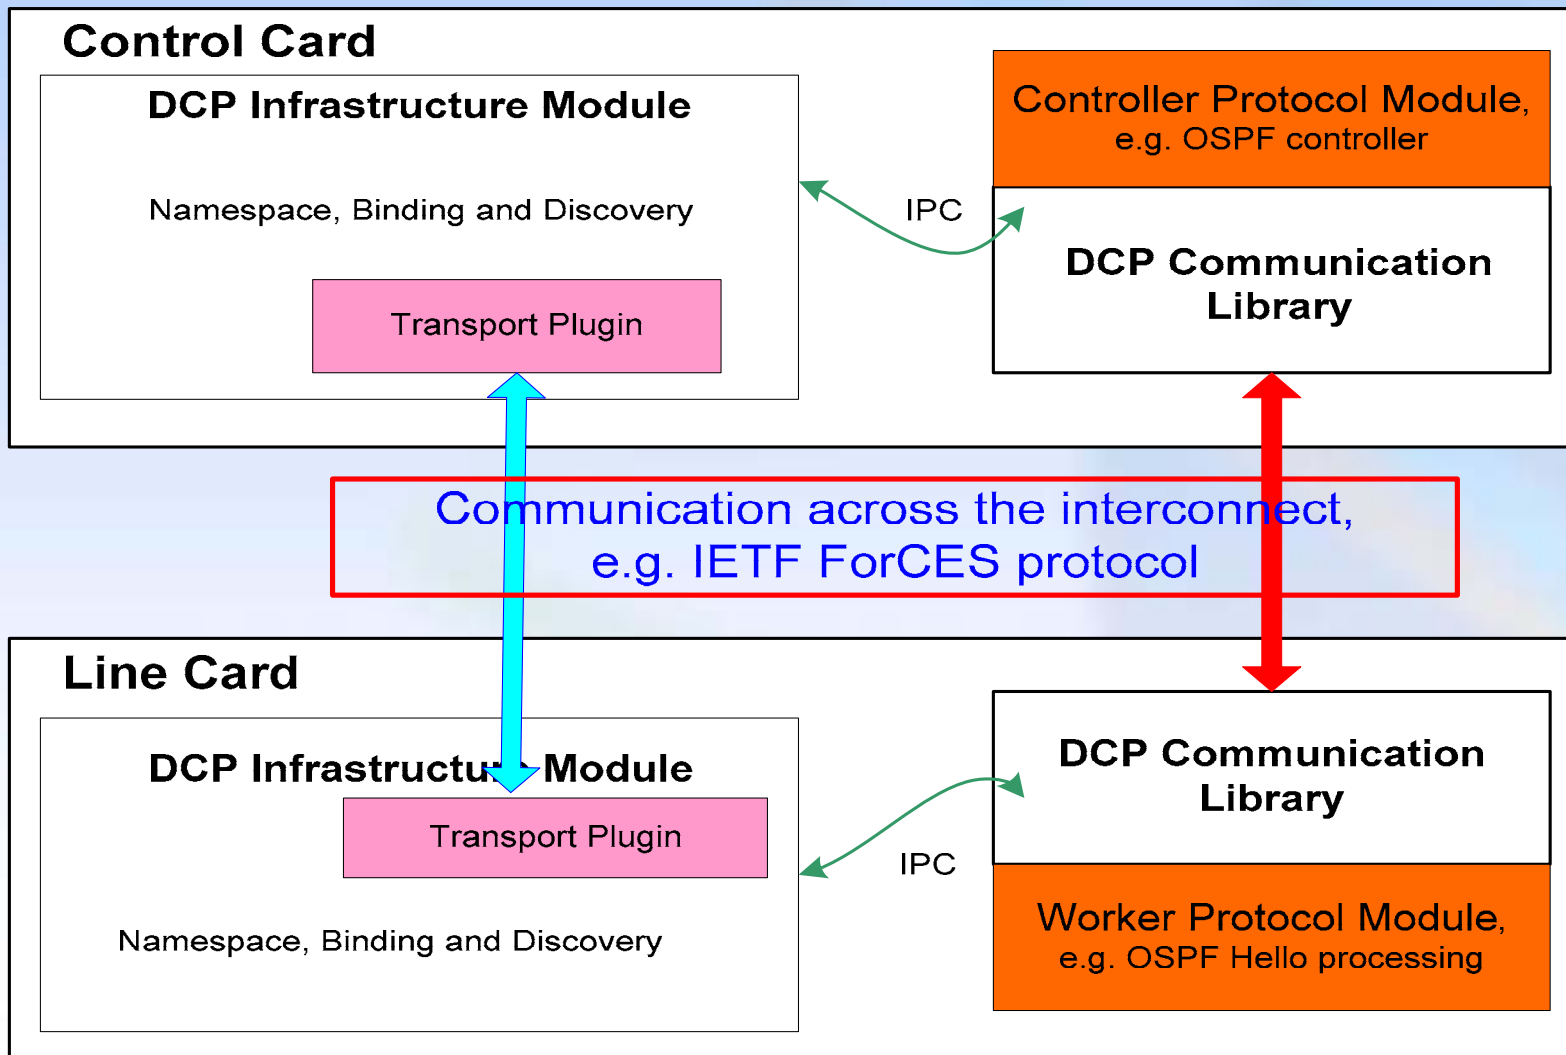 Control Card
DCP Infrastructure Module
Namespace, Binding and Discovery
Transport Plugin
IPC
Controller Protocol Module,
e.g. OSPF controller
DCP Communication
Library
Communication across the interconnect,
e.g. IETF ForCES protocol
Line Card
DCP Infrastructure Module
Transport Plugin
Namespace, Binding and Discovery
IPC
DCP Communication
Library
Worker Protocol Module,
e.g. OSPF Hello processing